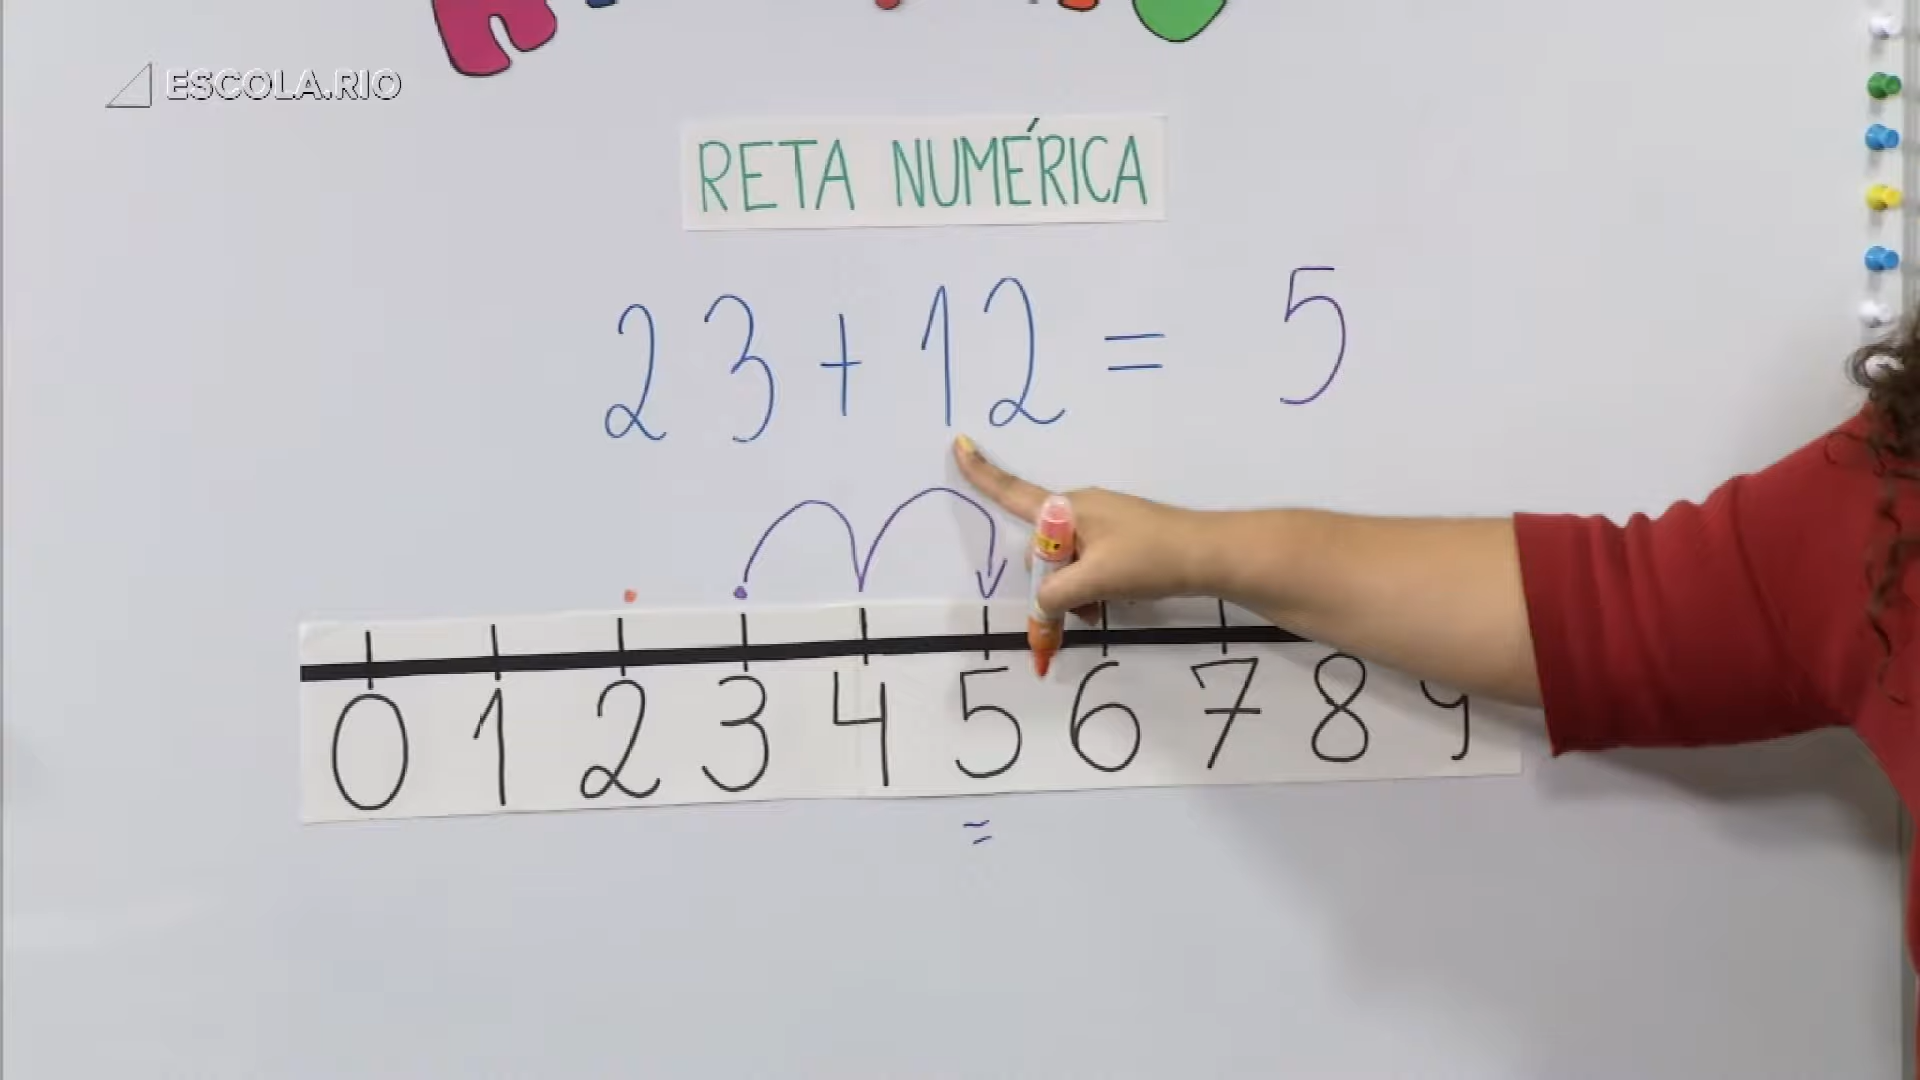 ESCOLA.RIO
RETA NUMÉRICA
23 + 12 = 5
0 1 2 3 4 5 6 7 8 9
=